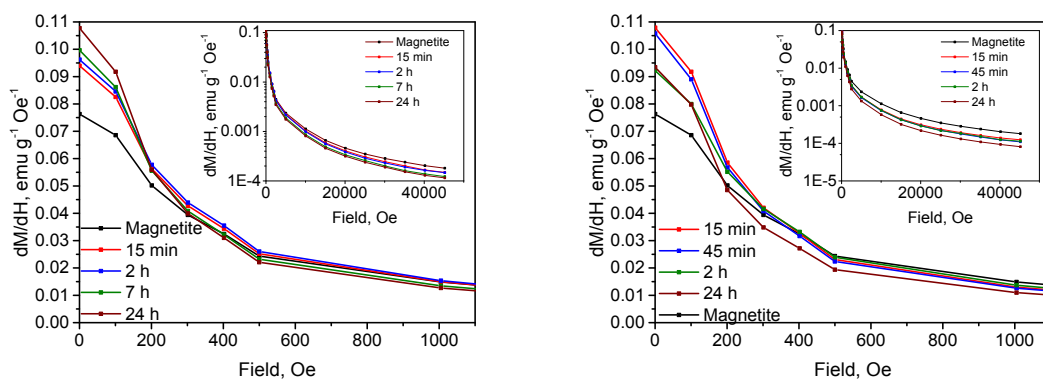 0.11
0.10
0.09
0.08
0.07
0.06
0.05
0.04
0.03
0.02
0.01
0.00
dM/dH, emu g-1 Oe-1
0 200 400 600 800 1000
Field, Oe
Magnetite
15 min
2 h
7 h
24 h
0.1
0.01
0.001
1E-4
dM/dH, emu g-1 Oe-1
0 20000 40000
Field, Oe
Magnetite
15 min
2 h
7 h
24 h
0.11
0.10
0.09
0.08
0.07
0.06
0.05
0.04
0.03
0.02
0.01
0.00
dM/dH, emu g-1 Oe-1
0 200 400 600 800 1000
Field, Oe
15 min
45 min
2 h
24 h
Magnetite
0.1
0.01
0.001
1E-4
1E-5
dM/dH, emu g-1 Oe-1
0 20000 40000
Field, Oe
Magnetite
15 min
45 min
2 h
24 h